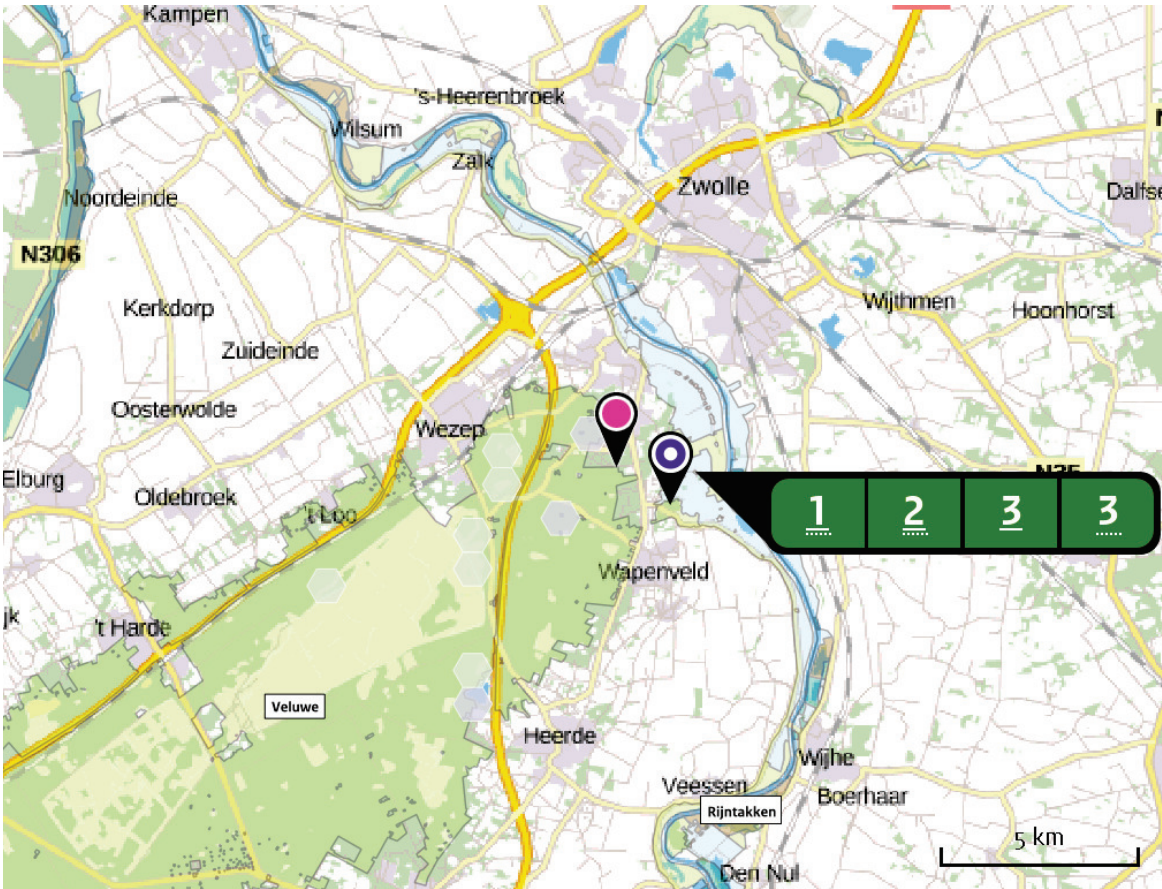 Kampen
's-Heerenbroek
Wilsum
Zalk
Zwolle
Noordeinde
Dalfse
N306
Kerkdorp
Wijthmen
Hoonhorst
Zuideinde
Oosterwolde
Wezep
Elburg
N35
Oldebroek
't Loo
1 2 3 3
Wapenveld
jk
't Harde
Veluwe
Heerde
Wijhe
Veessen
Boerhaar
Rijntakken
5 km
Den Nul